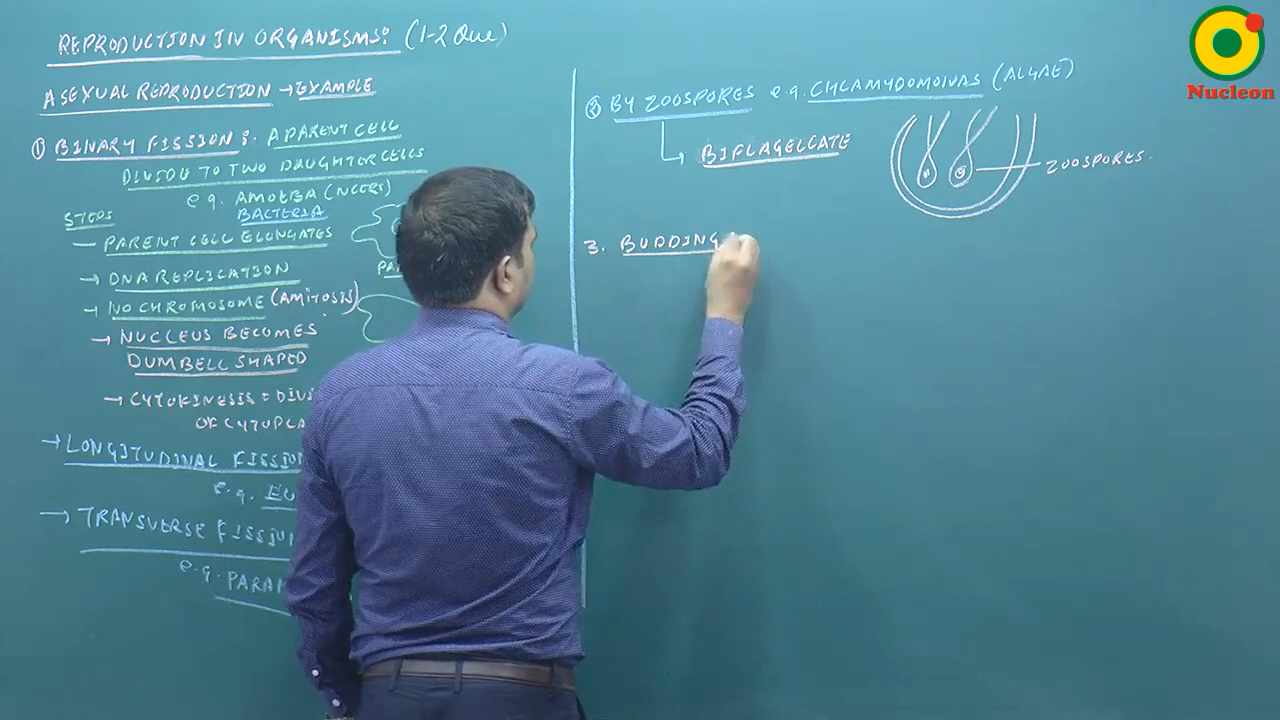 REPRODUCTION IN ORGANISMS: (1-2 Que)
ASEXUAL REPRODUCTION → EXAMPLE
① BINARY FISSION: A PARENT CELL
DIVIDE TO TWO DAUGHTER CELLS
e.g. AMOEBA (NCERT)
BACTERIA
STEPS
– PARENT CELL ELONGATES
→ DNA REPLICATION
→ NO CHROMOSOME (AMITOSIS)
→ NUCLEUS BECOMES
DUMBELL SHAPED
→ CYTOKINESIS = DIVI
OF CYTOPLA
→ LONGITUDINAL FISSION
e.g. EU
→ TRANSVERSE FISSION
e.g. PARAM
② BY ZOOSPORES e.g. CHLAMYDOMONAS (ALGAE)
BIFLAGELLATE
ZOOSPORES.
3. BUDDING
Nucleon